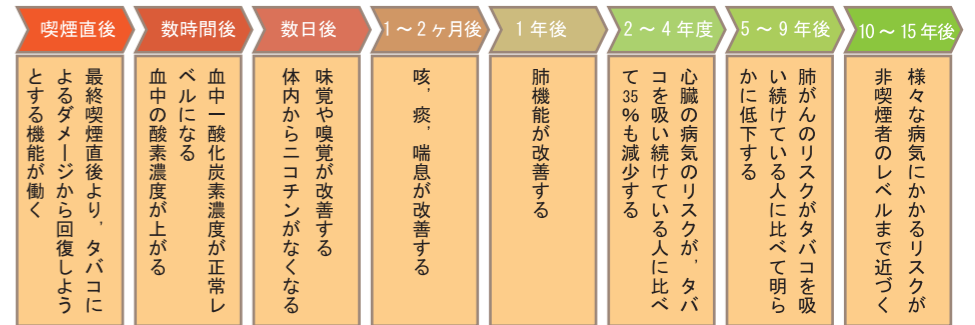 喫煙直後
数時間後
数日後
1～2ヶ月後
1年後
2～4年度
5～9年後
10～15年後
最終喫煙直後より，タバコに
よるダメージから回復しよう
とする機能が働く
血中一酸化炭素濃度が正常レ
ベルになる
血中の酸素濃度が上がる
味覚や嗅覚が改善する
体内からニコチンがなくなる
咳，痰，喘息が改善する
肺機能が改善する
心臓の病気のリスクが，タバ
コを吸い続けている人に比べ
て35％も減少する
肺がんのリスクがタバコを吸
い続けている人に比べて明ら
かに低下する
様々な病気にかかるリスクが
非喫煙者のレベルまで近づく